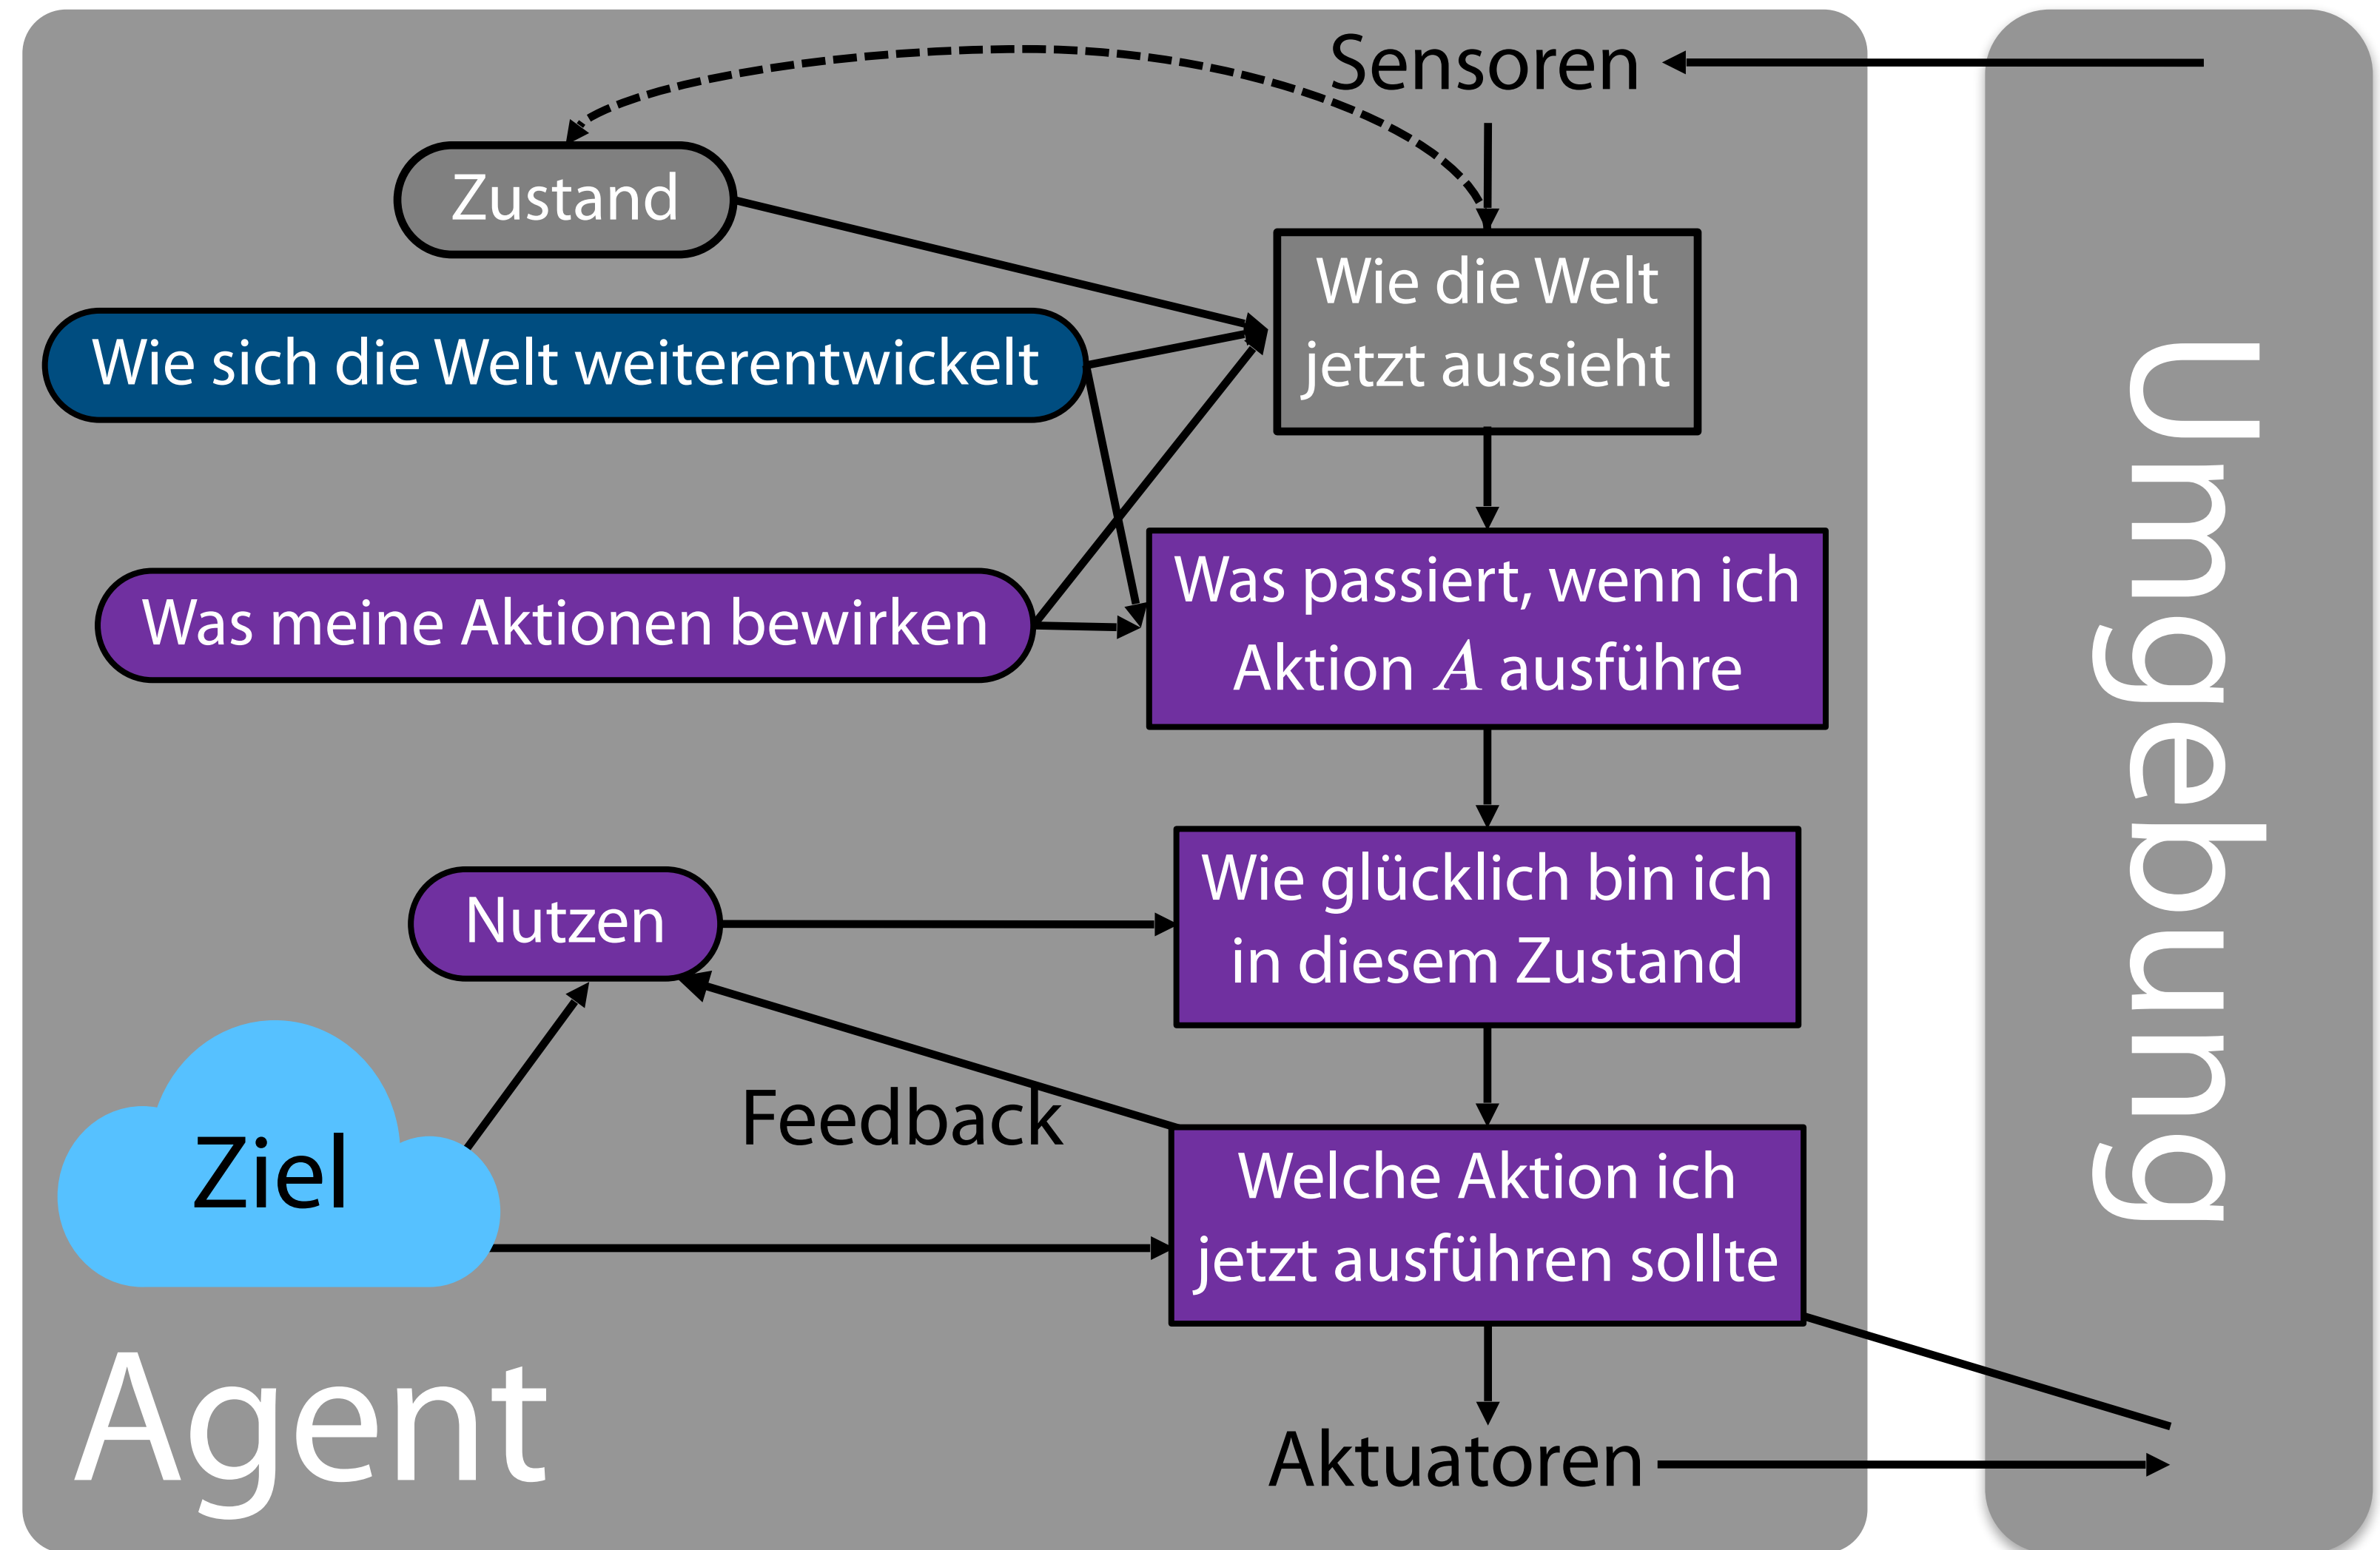 Sensoren
Zustand
Wie die Welt
jetzt aussieht
Wie sich die Welt weiterentwickelt
Was passiert, wenn ich
Aktion A ausführe
Was meine Aktionen bewirken
Wie glücklich bin ich
in diesem Zustand
Nutzen
Feedback
Ziel
Welche Aktion ich
jetzt ausführen sollte
Agent
Aktuatoren
Umgebung